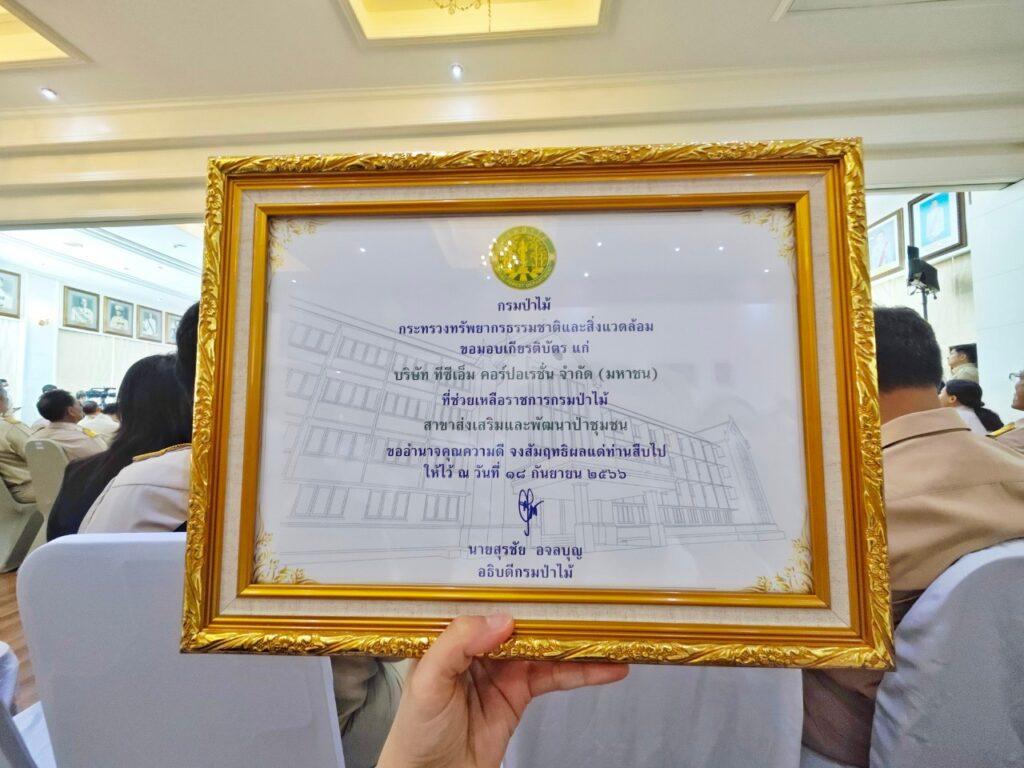 กรมป่าไม้
กระทรวงทรัพยากรธรรมชาติและสิ่งแวดล้อม
ขอมอบเกียรติบัตร แก่
บริษัท ทีซีเอ็ม คอร์ปอเรชั่น จำกัด (มหาชน)
ที่ช่วยเหลือราชการกรมป่าไม้
สาขาส่งเสริมและพัฒนาป่าชุมชน
ขออำนาจคุณความดี จงสัมฤทธิผลแด่ท่านสืบไป
ให้ไว้ ณ วันที่ ๑๘ กันยายน ๒๕๖๖
นายสุรชัย อจลบุญ
อธิบดีกรมป่าไม้